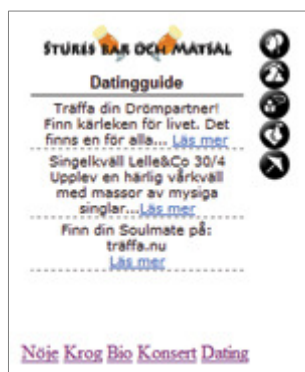 STURES BAR OCH MATSAL
Datingguide
Träffa din Drömpartner!
Finn kärleken för livet. Det
finns en för alla... Läs mer
Singelkväll Lelle&Co 30/4
Upplev en härlig vårkväll
med massor av mysiga
singlar...Läs mer
Finn din Soulmate på:
träffa.nu
Läs mer
Nöje Krog Bio Konsert Dating